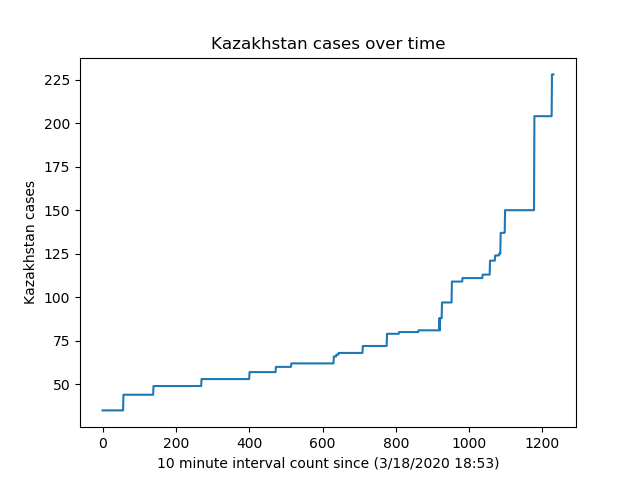 Kazakhstan cases over time
Kazakhstan cases
225
200
175
150
125
100
75
50
0 200 400 600 800 1000 1200
10 minute interval count since (3/18/2020 18:53)